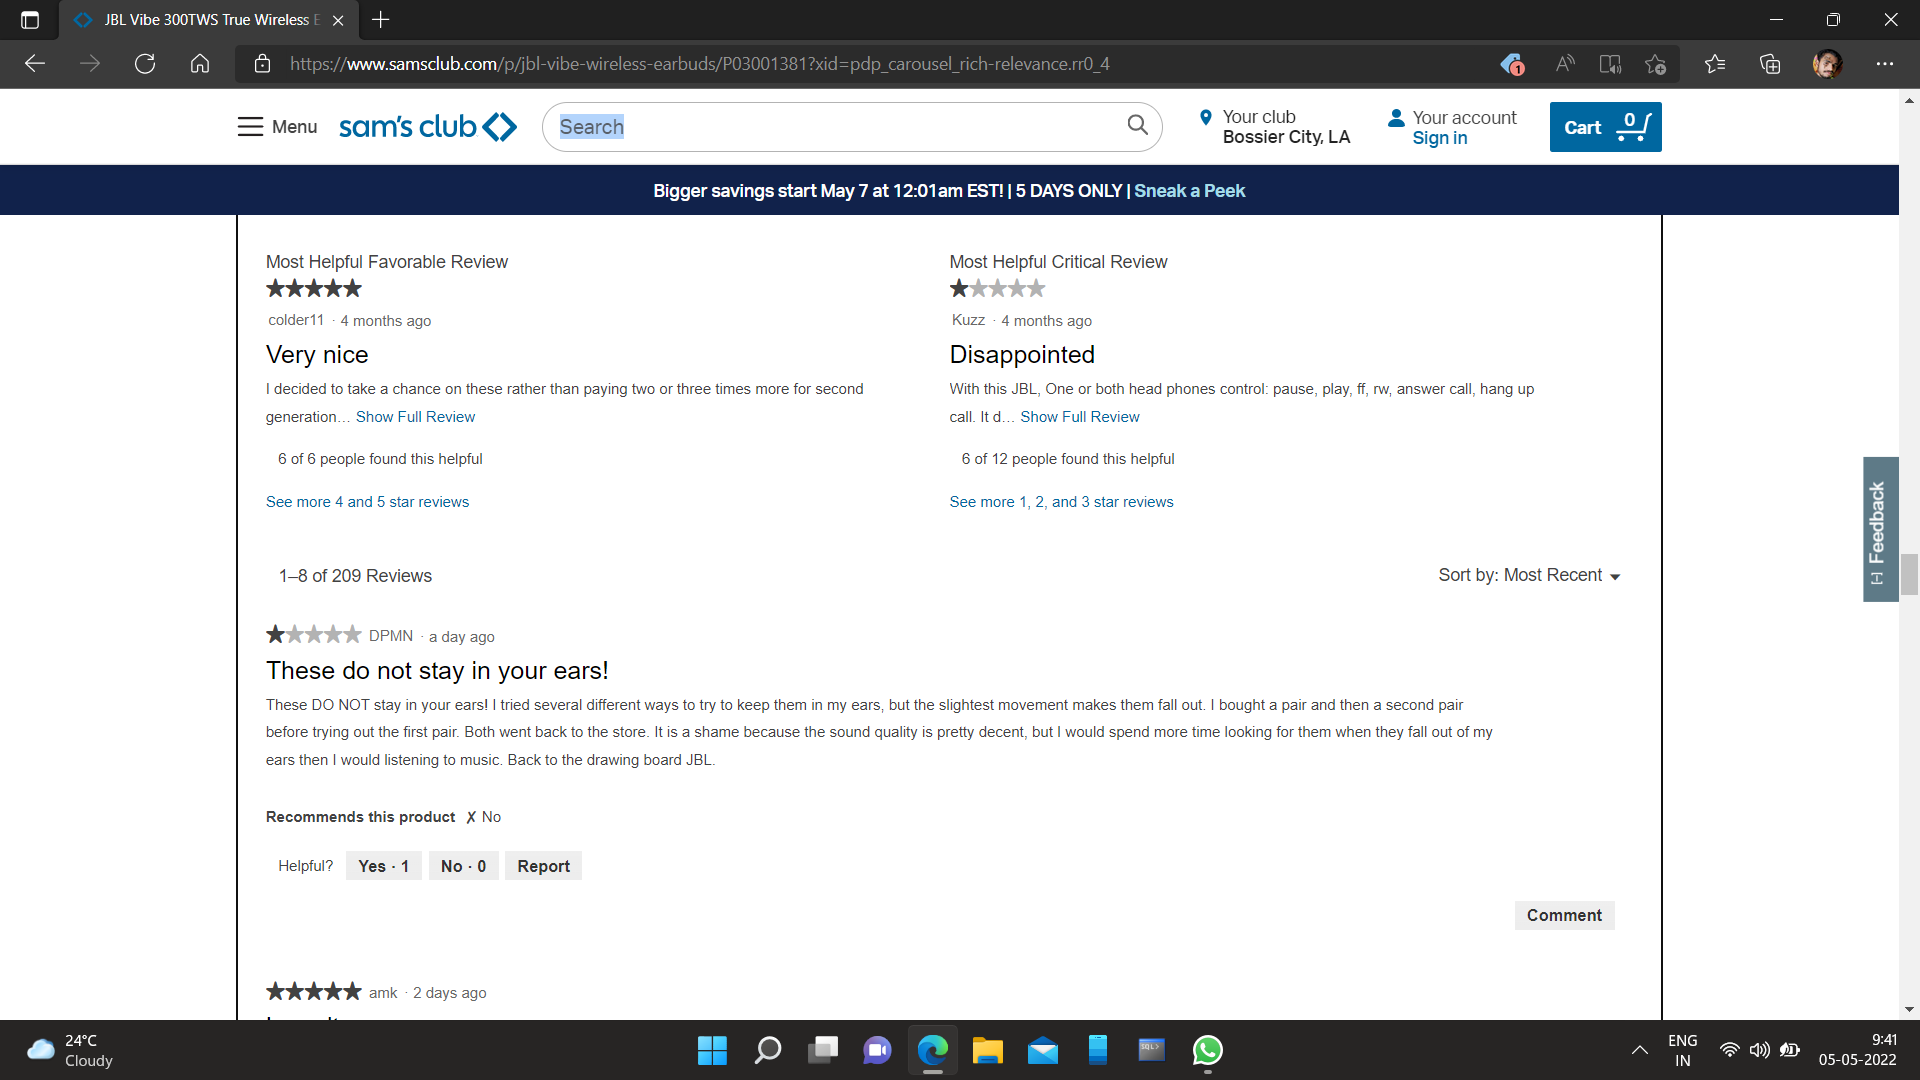 JBL Vibe 300TWS True Wireless E
https://www.samsclub.com/p/jbl-vibe-wireless-earbuds/P03001381?xid=pdp_carousel_rich-relevance.rr0_4
1
Menu
sam's club
Search
Your club
Bossier City, LA
Your account
Sign in
Cart 0
Bigger savings start May 7 at 12:01am EST! | 5 DAYS ONLY | Sneak a Peek
Most Helpful Favorable Review
colder11 · 4 months ago
Very nice
I decided to take a chance on these rather than paying two or three times more for second
generation… Show Full Review
6 of 6 people found this helpful
See more 4 and 5 star reviews
Most Helpful Critical Review
Kuzz · 4 months ago
Disappointed
With this JBL, One or both head phones control: pause, play, ff, rw, answer call, hang up
call. It d… Show Full Review
6 of 12 people found this helpful
See more 1, 2, and 3 star reviews
1–8 of 209 Reviews
Sort by: Most Recent
DPMN · a day ago
These do not stay in your ears!
These DO NOT stay in your ears! I tried several different ways to try to keep them in my ears, but the slightest movement makes them fall out. I bought a pair and then a second pair
before trying out the first pair. Both went back to the store. It is a shame because the sound quality is pretty decent, but I would spend more time looking for them when they fall out of my
ears then I would listening to music. Back to the drawing board JBL.
Recommends this product ✗ No
Helpful? Yes · 1 No · 0 Report
Comment
amk · 2 days ago
[-] Feedback
24°C
Cloudy
SQL>
ENG
IN
9:41
05-05-2022